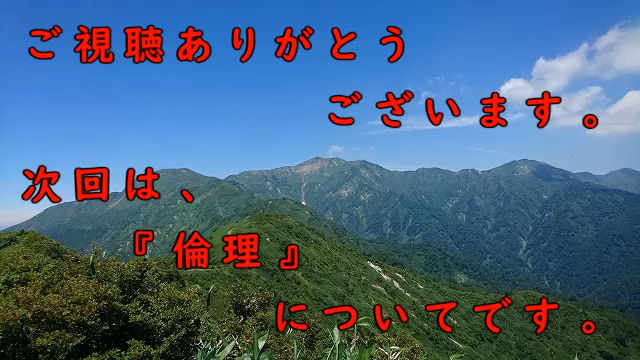 ご視聴ありがとう
ございます。
次回は、
『倫理』
についてです。